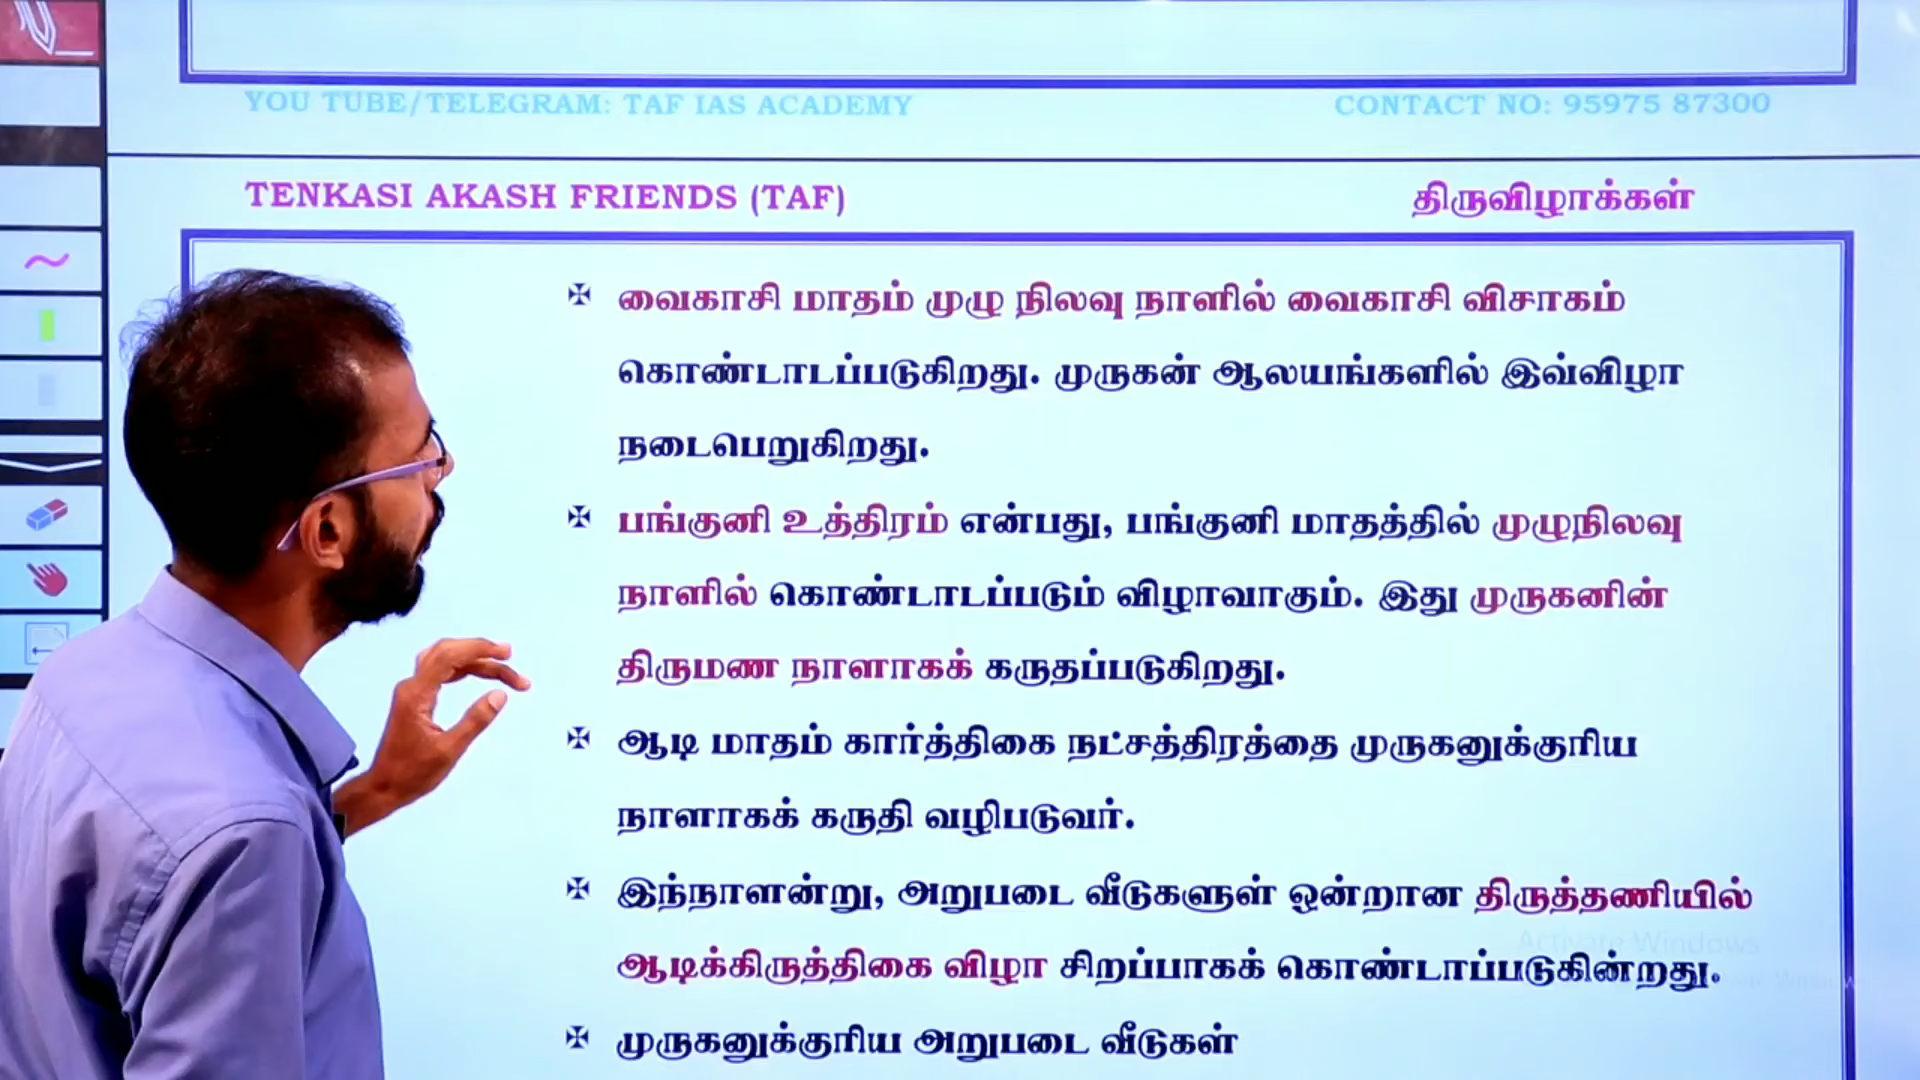 YOU TUBE/TELEGRAM: TAF IAS ACADEMY
CONTACT NO: 95975 87300
TENKASI AKASH FRIENDS (TAF)
திருவிழாக்கள்
வைகாசி மாதம் முழு நிலவு நாளில் வைகாசி விசாகம்
கொண்டாடப்படுகிறது. முருகன் ஆலயங்களில் இவ்விழா
நடைபெறுகிறது.
பங்குனி உத்திரம் என்பது, பங்குனி மாதத்தில் முழுநிலவு
நாளில் கொண்டாடப்படும் விழாவாகும். இது முருகனின்
திருமண நாளாகக் கருதப்படுகிறது.
ஆடி மாதம் கார்த்திகை நட்சத்திரத்தை முருகனுக்குரிய
நாளாகக் கருதி வழிபடுவர்.
இந்நாளன்று, அறுபடை வீடுகளுள் ஒன்றான திருத்தணியில்
ஆடிக்கிருத்திகை விழா சிறப்பாகக் கொண்டாப்படுகின்றது.
Activate Windows
முருகனுக்குரிய அறுபடை வீடுகள்